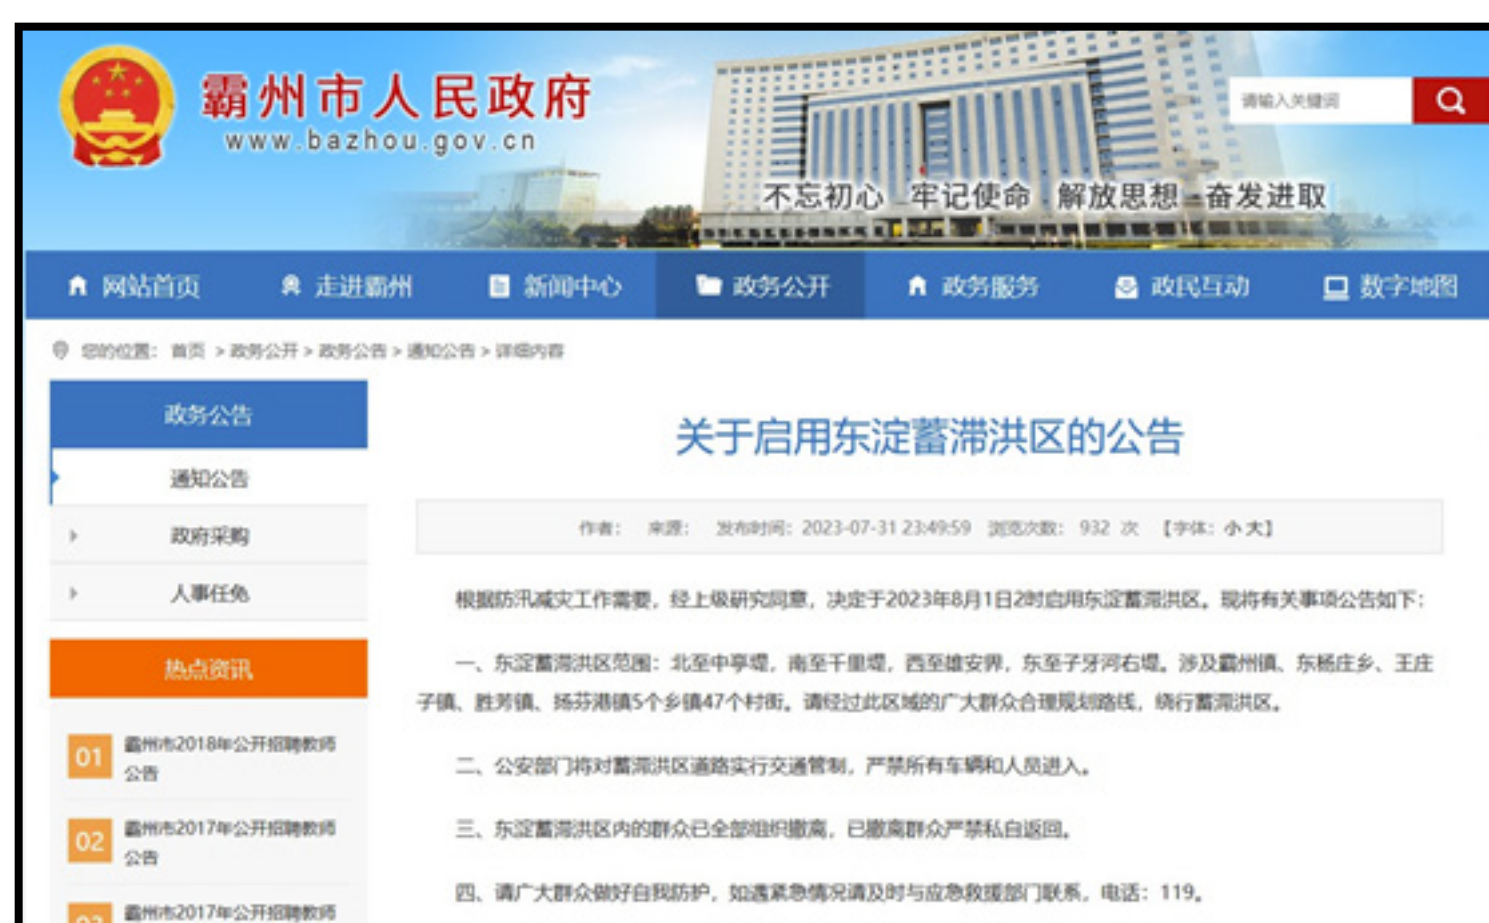 霸州市人民政府
www.bazhou.gov.cn
请输入关键词
不忘初心 牢记使命 解放思想 奋发进取
网站首页 走进霸州 新闻中心 政务公开 政务服务 政民互动 数字地图
您的位置：首页 > 政务公开 > 政务公告 > 通知公告 > 详细内容
政务公告
通知公告
政府采购
人事任免
热点资讯
01 霸州市2018年公开招聘教师
公告
02 霸州市2017年公开招聘教师
公告
03 霸州市2017年公开招聘教师
关于启用东淀蓄滞洪区的公告
作者： 来源： 发布时间：2023-07-31 23:49:59 浏览次数： 932 次 【字体：小 大】
根据防汛减灾工作需要，经上级研究同意，决定于2023年8月1日2时启用东淀蓄滞洪区。现将有关事项公告如下：
一、东淀蓄滞洪区范围：北至中亭堤，南至千里堤，西至雄安界，东至子牙河右堤。涉及霸州镇、东杨庄乡、王庄
子镇、胜芳镇、扬芬港镇5个乡镇47个村街。请经过此区域的广大群众合理规划路线，绕行蓄滞洪区。
二、公安部门将对蓄滞洪区道路实行交通管制，严禁所有车辆和人员进入。
三、东淀蓄滞洪区内的群众已全部组织撤离，已撤离群众严禁私自返回。
四、请广大群众做好自我防护，如遇紧急情况请及时与应急救援部门联系，电话：119。